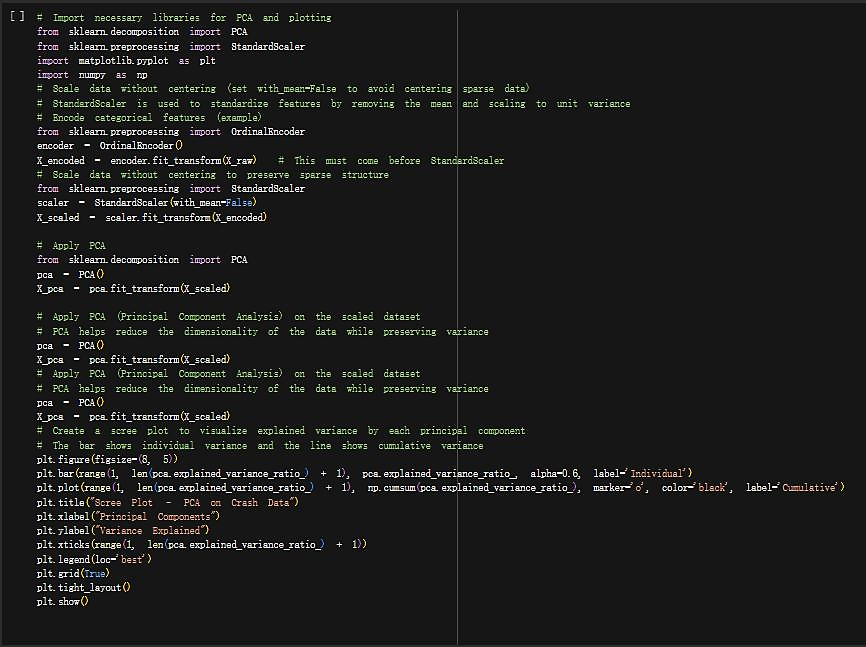 [ ]
# Import necessary libraries for PCA and plotting
from sklearn.decomposition import PCA
from sklearn.preprocessing import StandardScaler
import matplotlib.pyplot as plt
import numpy as np
# Scale data without centering (set with_mean=False to avoid centering sparse data)
# StandardScaler is used to standardize features by removing the mean and scaling to unit variance
# Encode categorical features (example)
from sklearn.preprocessing import OrdinalEncoder
encoder = OrdinalEncoder()
X_encoded = encoder.fit_transform(X_raw) # This must come before StandardScaler
# Scale data without centering to preserve sparse structure
from sklearn.preprocessing import StandardScaler
scaler = StandardScaler(with_mean=False)
X_scaled = scaler.fit_transform(X_encoded)
# Apply PCA
from sklearn.decomposition import PCA
pca = PCA()
X_pca = pca.fit_transform(X_scaled)
# Apply PCA (Principal Component Analysis) on the scaled dataset
# PCA helps reduce the dimensionality of the data while preserving variance
pca = PCA()
X_pca = pca.fit_transform(X_scaled)
# Apply PCA (Principal Component Analysis) on the scaled dataset
# PCA helps reduce the dimensionality of the data while preserving variance
pca = PCA()
X_pca = pca.fit_transform(X_scaled)
# Create a scree plot to visualize explained variance by each principal component
# The bar shows individual variance and the line shows cumulative variance
plt.figure(figsize=(8, 5))
plt.bar(range(1, len(pca.explained_variance_ratio_) + 1), pca.explained_variance_ratio_, alpha=0.6, label='Individual')
plt.plot(range(1, len(pca.explained_variance_ratio_) + 1), np.cumsum(pca.explained_variance_ratio_), marker='o', color='black', label='Cumulative')
plt.title("Scree Plot - PCA on Crash Data")
plt.xlabel("Principal Components")
plt.ylabel("Variance Explained")
plt.xticks(range(1, len(pca.explained_variance_ratio_) + 1))
plt.legend(loc='best')
plt.grid(True)
plt.tight_layout()
plt.show()